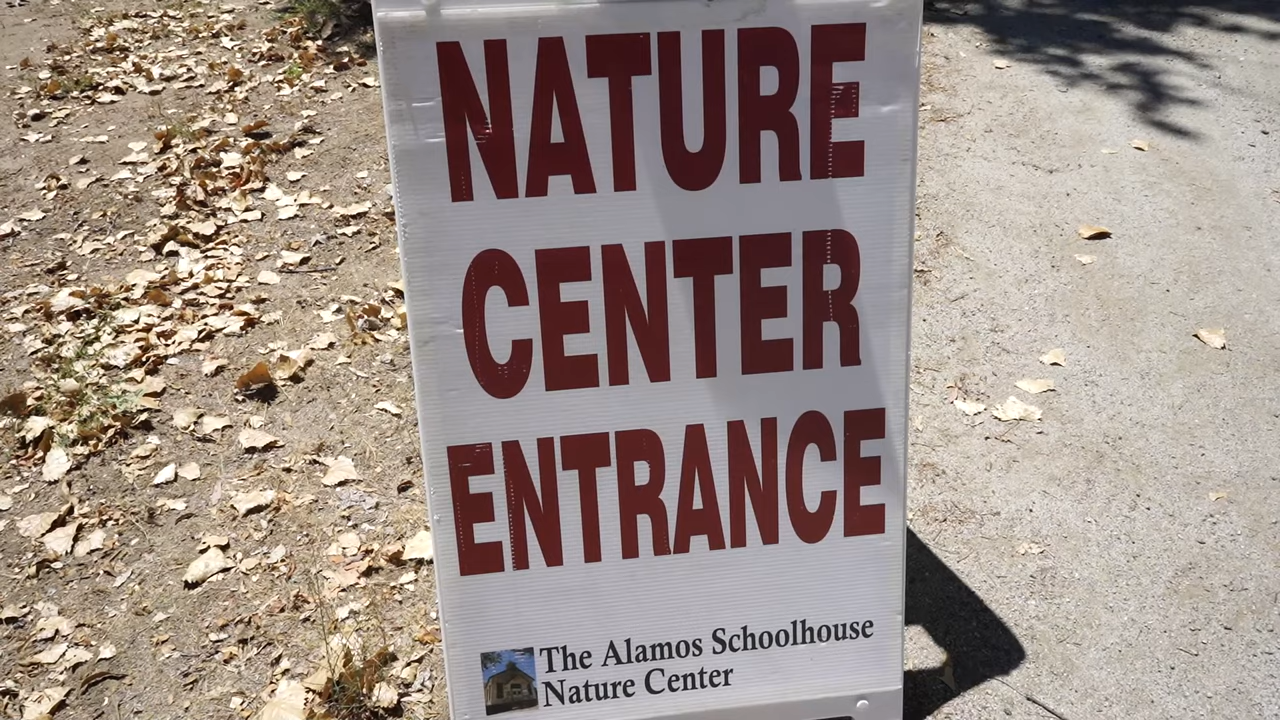 NATURE
CENTER
ENTRANCE
The Alamos Schoolhouse
Nature Center